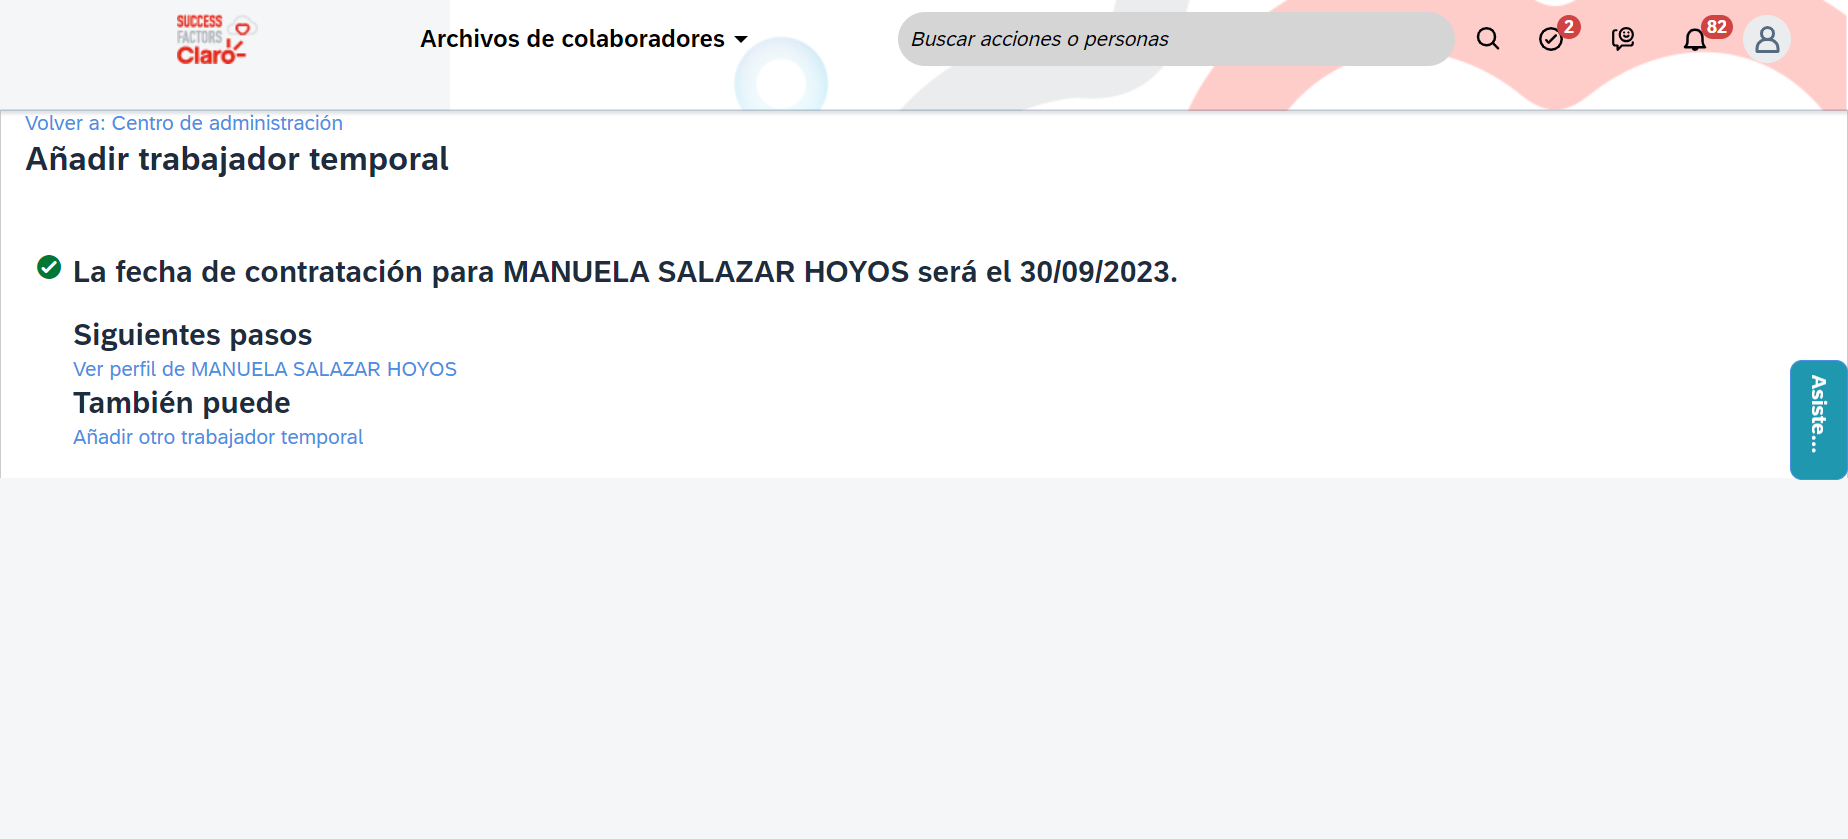 SUCCESS
FACTORS
Claro
Archivos de colaboradores
Buscar acciones o personas
2
82
Volver a: Centro de administración
Añadir trabajador temporal
La fecha de contratación para MANUELA SALAZAR HOYOS será el 30/09/2023.
Siguientes pasos
Ver perfil de MANUELA SALAZAR HOYOS
También puede
Añadir otro trabajador temporal
Asiste...